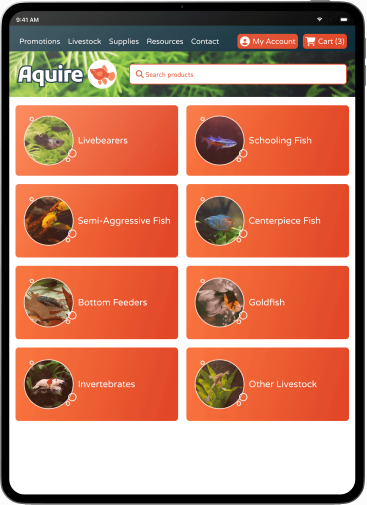 9:41 AM
Promotions Livestock Supplies Resources Contact My Account Cart (3)
Aquire
Search products
Livebearers
Schooling Fish
Semi-Aggressive Fish
Centerpiece Fish
Bottom Feeders
Goldfish
Invertebrates
Other Livestock